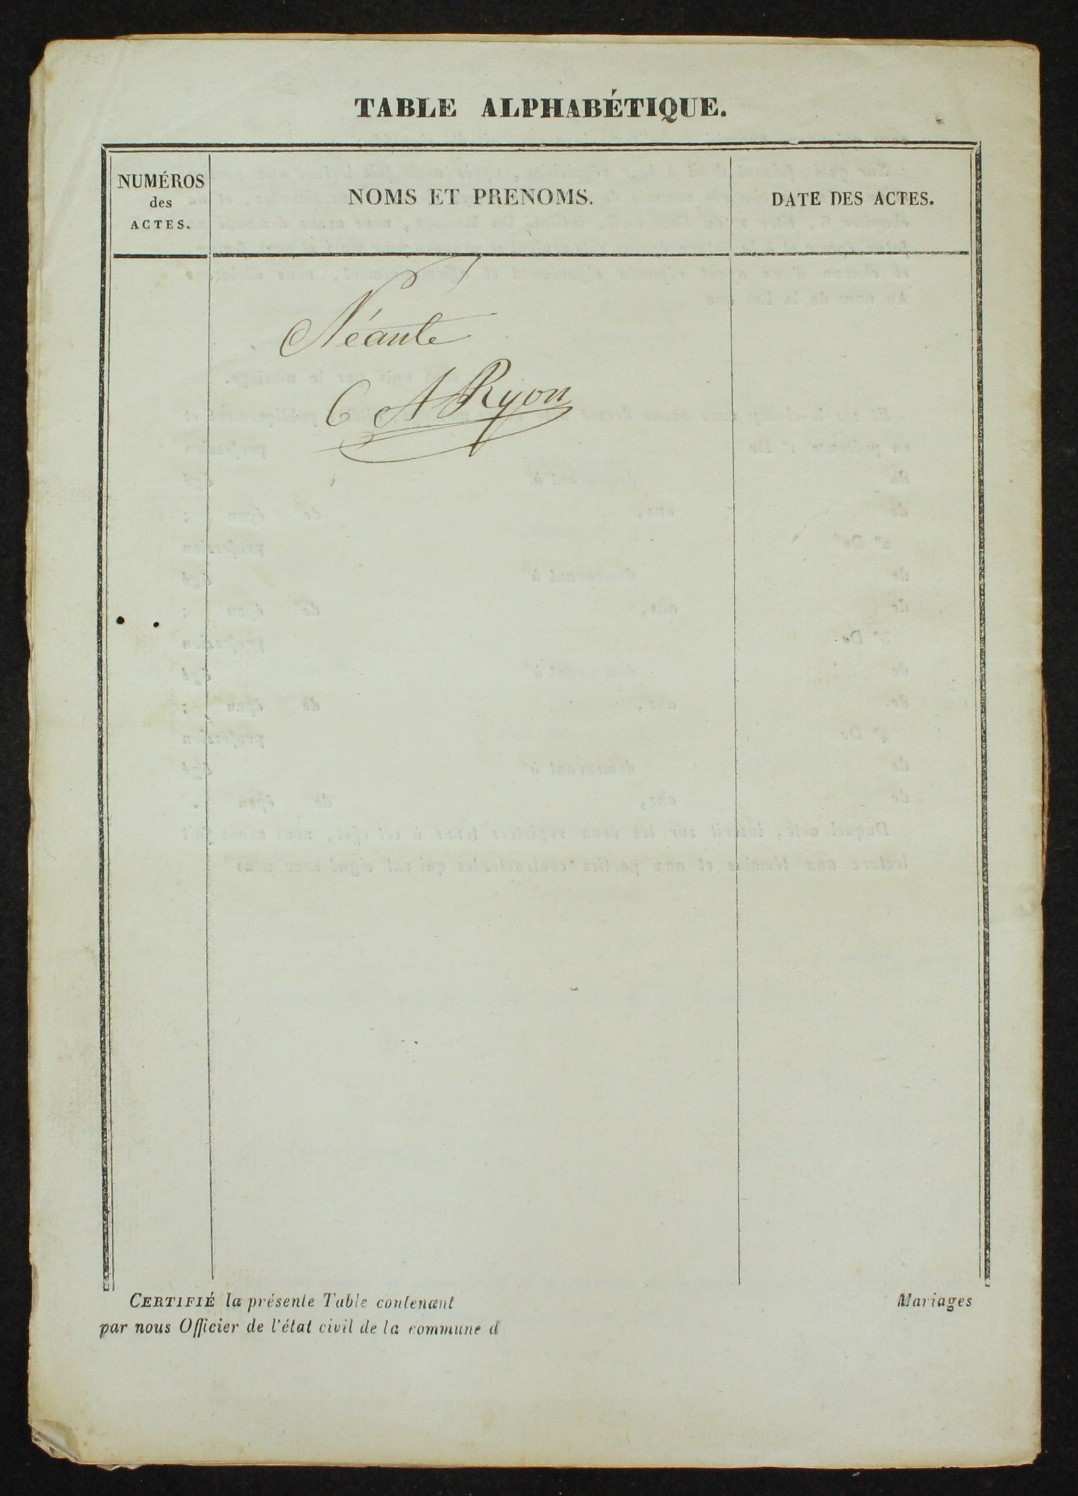 TABLE ALPHABÉTIQUE.
NUMÉROS
des
ACTES.
NOMS ET PRENOMS.
DATE DES ACTES.
Néante
A Ryon
CERTIFIÉ la présente Table contenant Mariages
par nous Officier de l'état civil de la commune d